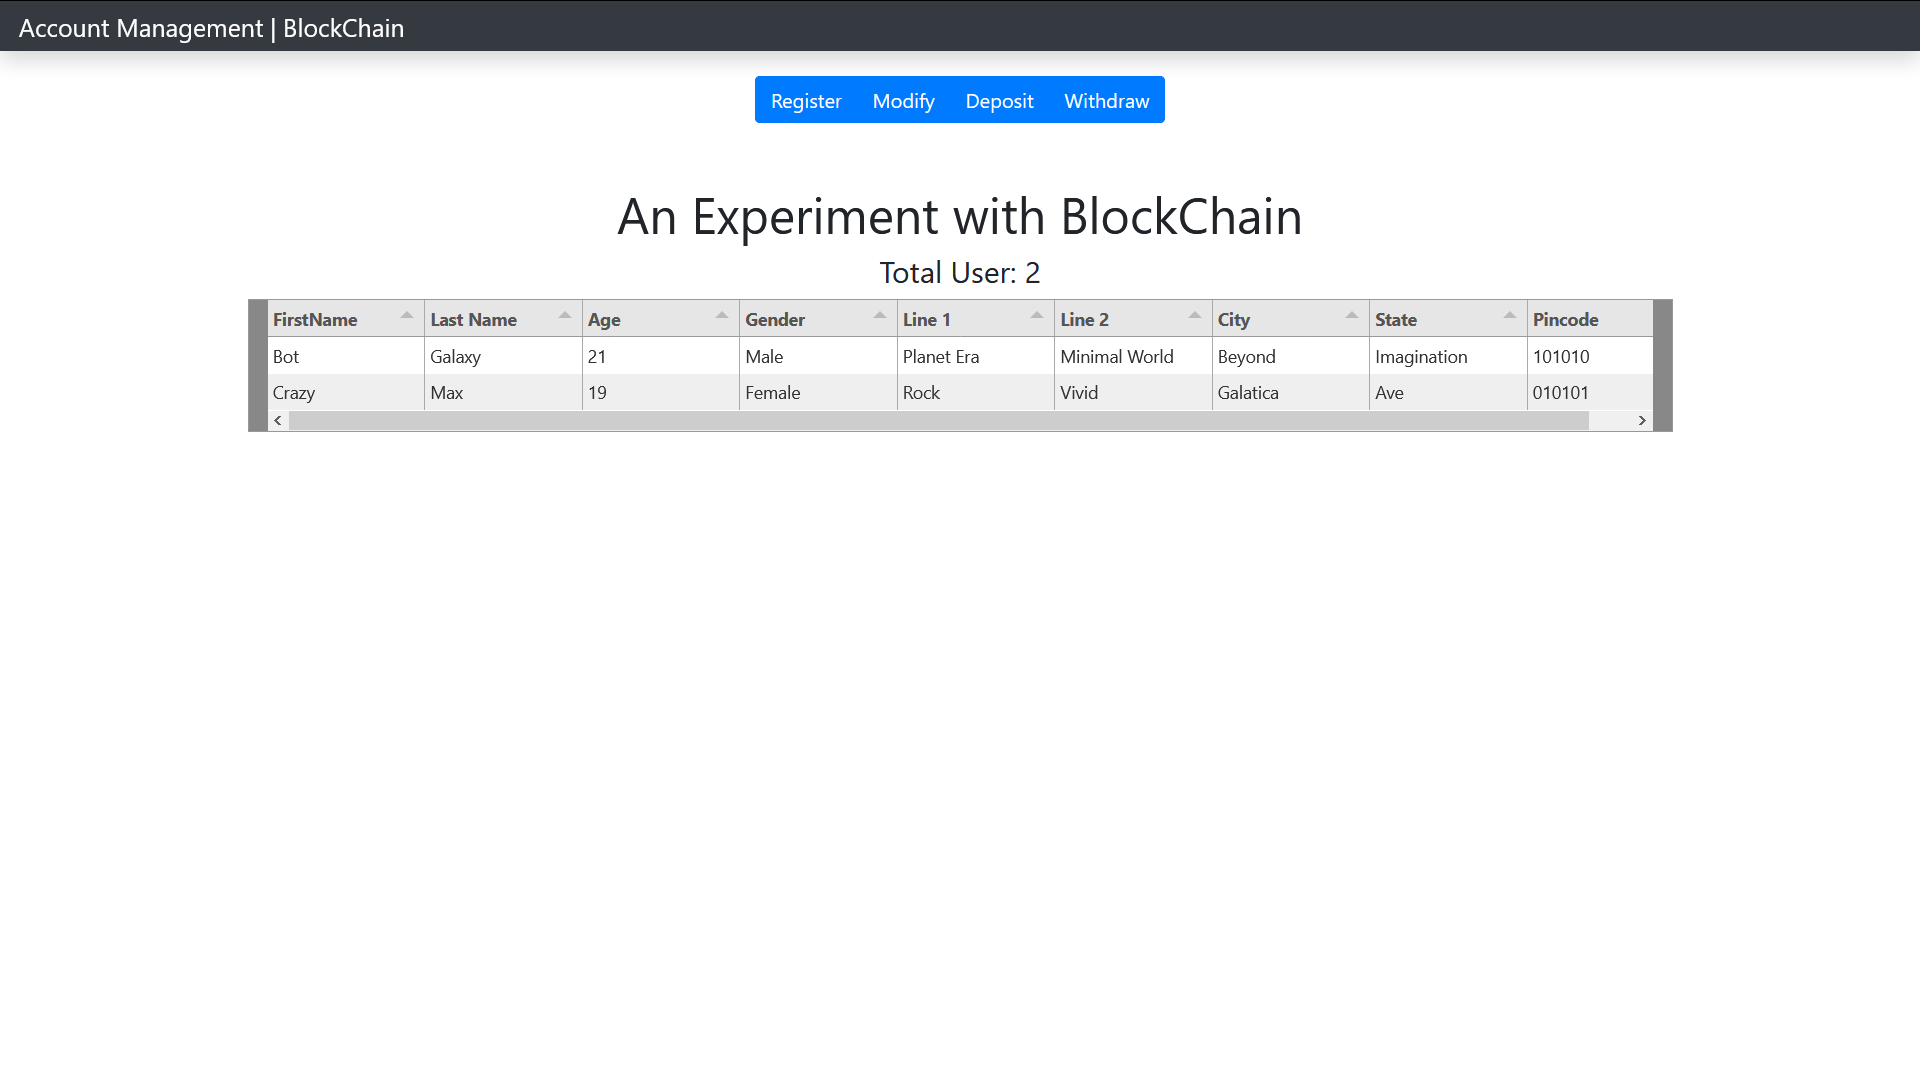 Account Management | BlockChain
Register Modify Deposit Withdraw
An Experiment with BlockChain
Total User: 2
FirstName Last Name Age Gender Line 1 Line 2 City State Pincode
Bot Galaxy 21 Male Planet Era Minimal World Beyond Imagination 101010
Crazy Max 19 Female Rock Vivid Galatica Ave 010101